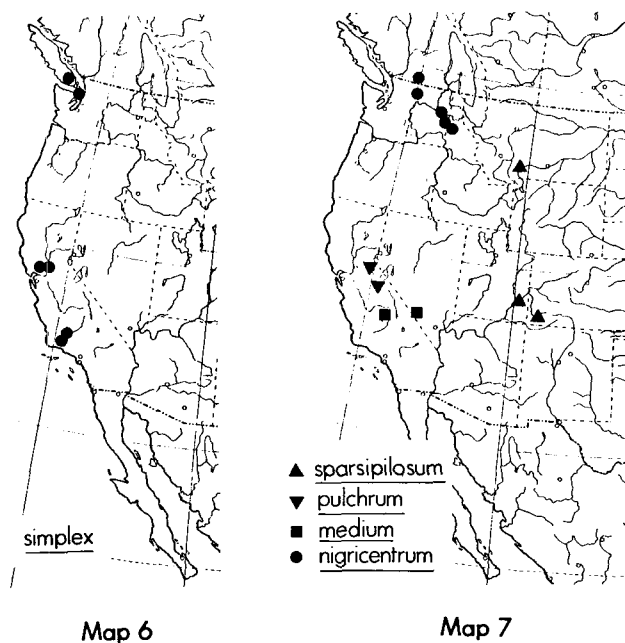 simplex
▲ sparsipilosum
▼ pulchrum
■ medium
● nigricentrum
Map 6
Map 7